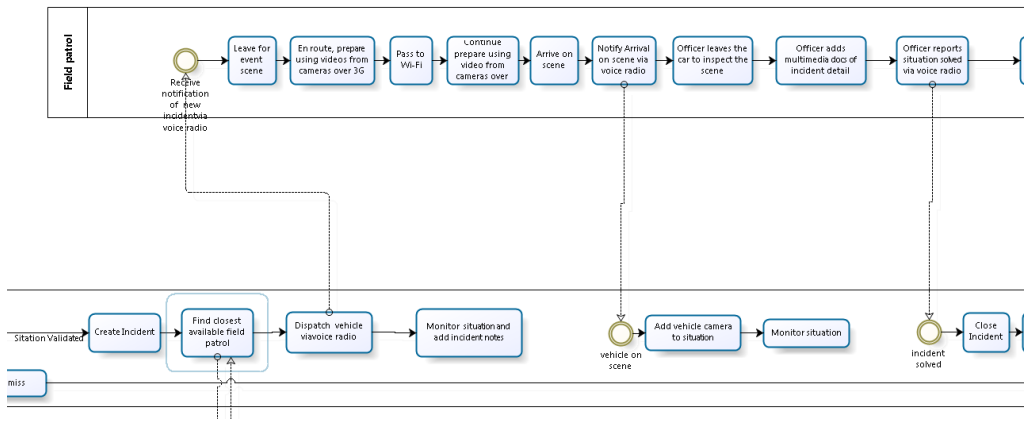 Field patrol
Leave for
event
scene
En route, prepare
using videos from
cameras over 3G
Pass to
Wi-Fi
Continue
prepare using
video from
cameras over
Arrive on
scene
Notify Arrival
on scene via
voice radio
Officer leaves the
car to inspect the
scene
Officer adds
multimedia docs of
incident detail
Officer reports
situation solved
via voice radio
Receive
notification
of new
incidentvia
voice radio
Sitation Validated
Create Incident
Find closest
available field
patrol
Dispatch vehicle
viavoice radio
Monitor situation and
add incident notes
vehicle on
scene
Add vehicle camera
to situation
Monitor situation
incident
solved
Close
Incident
miss